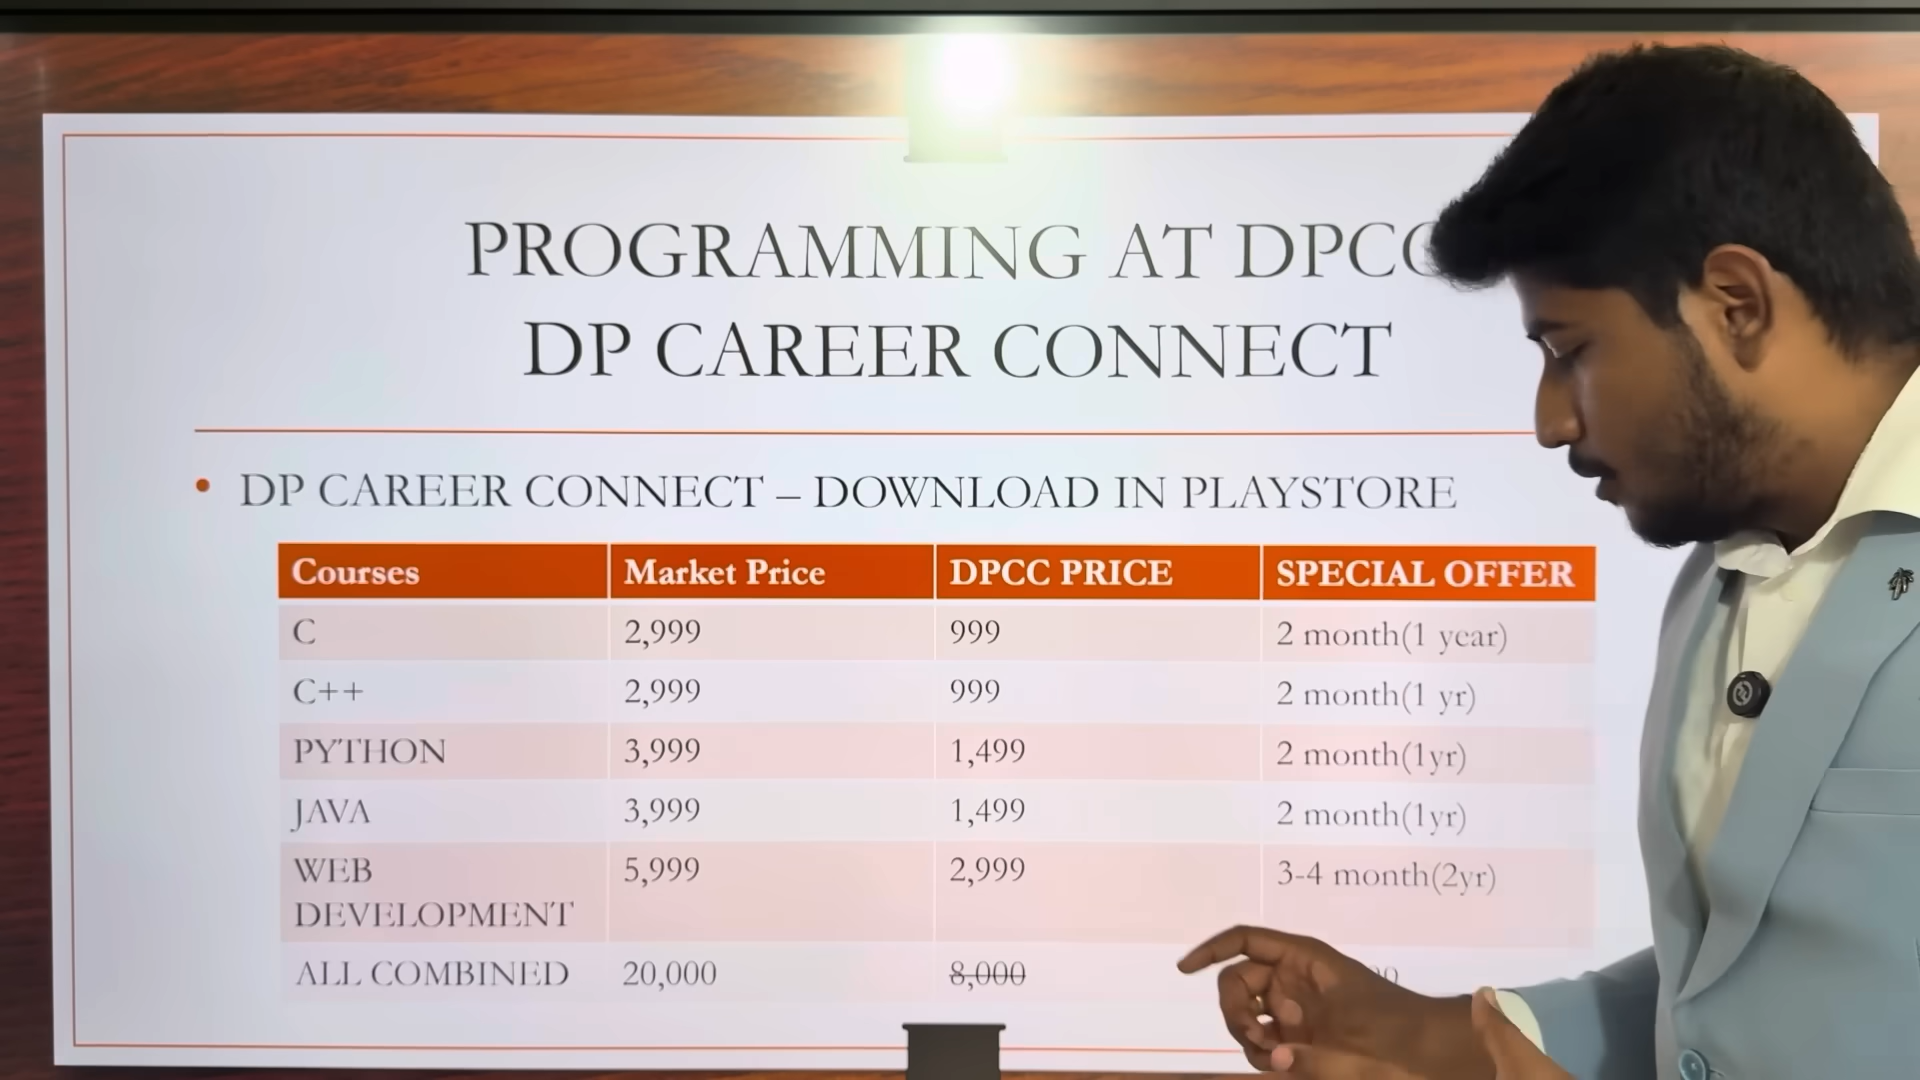 PROGRAMMING AT DPCC
DP CAREER CONNECT
• DP CAREER CONNECT – DOWNLOAD IN PLAYSTORE
Courses Market Price DPCC PRICE SPECIAL OFFER
C 2,999 999 2 month(1 year)
C++ 2,999 999 2 month(1 yr)
PYTHON 3,999 1,499 2 month(1yr)
JAVA 3,999 1,499 2 month(1yr)
WEB 5,999 2,999 3-4 month(2yr)
DEVELOPMENT
ALL COMBINED 20,000 8,000